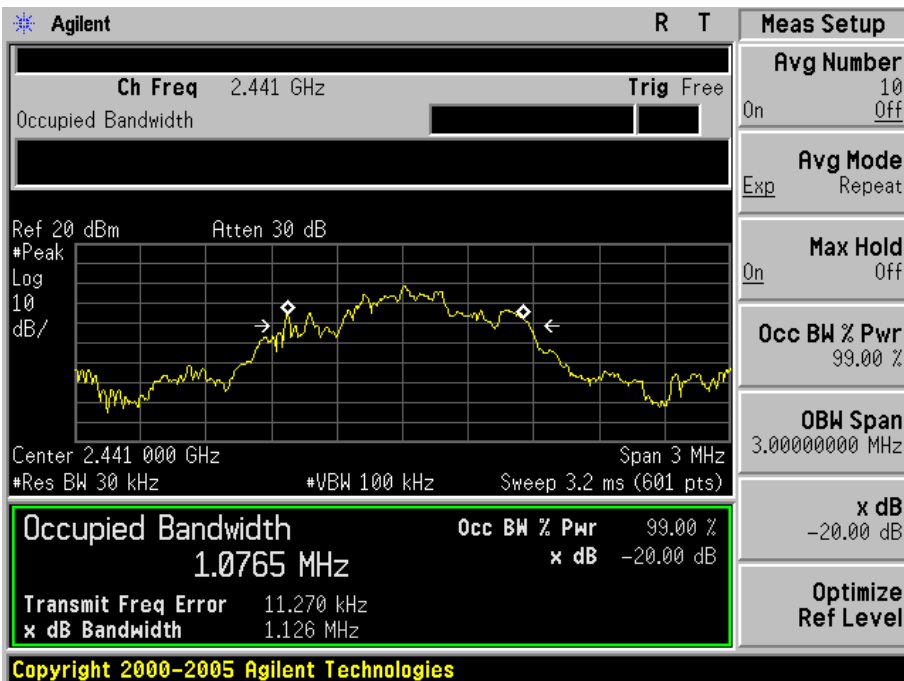 Agilent R T
Ch Freq 2.441 GHz Trig Free
Occupied Bandwidth
Ref 20 dBm Atten 30 dB
#Peak
Log
10
dB/
Center 2.441 000 GHz Span 3 MHz
#Res BW 30 kHz #VBW 100 kHz Sweep 3.2 ms (601 pts)
Occupied Bandwidth Occ BW % Pwr 99.00 %
1.0765 MHz x dB -20.00 dB
Transmit Freq Error 11.270 kHz
x dB Bandwidth 1.126 MHz
Copyright 2000-2005 Agilent Technologies
Meas Setup
Avg Number
10
On Off
Avg Mode
Exp Repeat
Max Hold
On Off
Occ BW % Pwr
99.00 %
OBW Span
3.00000000 MHz
x dB
-20.00 dB
Optimize
Ref Level